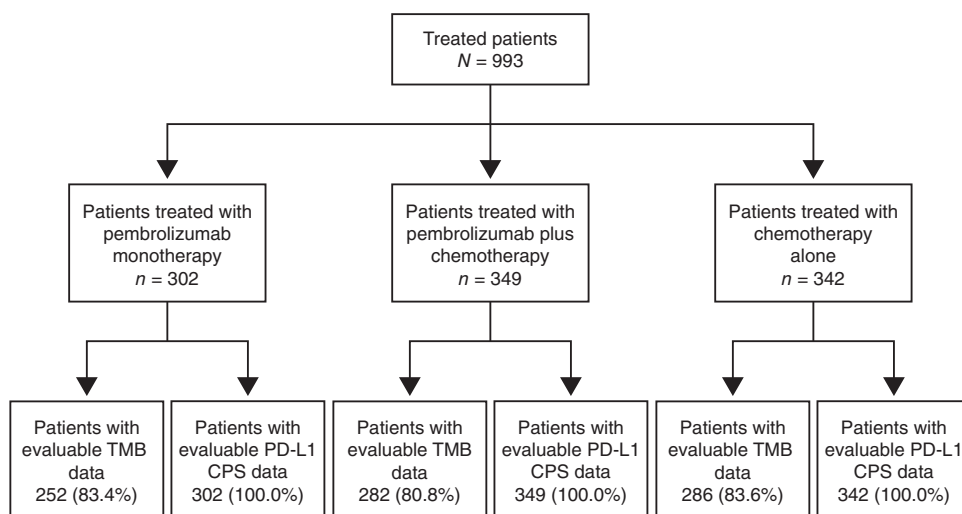 Treated patients
N = 993
Patients treated with
pembrolizumab
monotherapy
n = 302
Patients treated with
pembrolizumab plus
chemotherapy
n = 349
Patients treated with
chemotherapy
alone
n = 342
Patients with
evaluable TMB
data
252 (83.4%)
Patients with
evaluable PD-L1
CPS data
302 (100.0%)
Patients with
evaluable TMB
data
282 (80.8%)
Patients with
evaluable PD-L1
CPS data
349 (100.0%)
Patients with
evaluable TMB
data
286 (83.6%)
Patients with
evaluable PD-L1
CPS data
342 (100.0%)